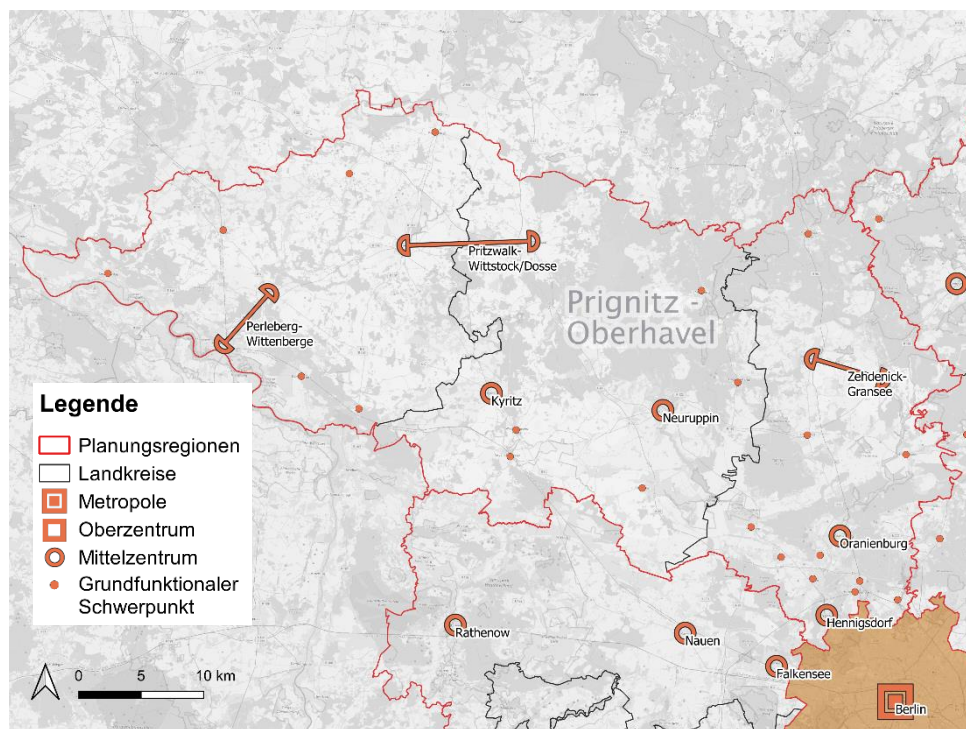 Pritzwalk-
Wittstock/Dosse
Prignitz -
Oberhavel
Perleberg-
Wittenberge
Zehdenick-
Gransee
Kyritz
Neuruppin
Oranienburg
Hennigsdorf
Rathenow
Nauen
Falkensee
Berlin
Legende
Planungsregionen
Landkreise
Metropole
Oberzentrum
Mittelzentrum
Grundfunktionaler
Schwerpunkt
0 5 10 km